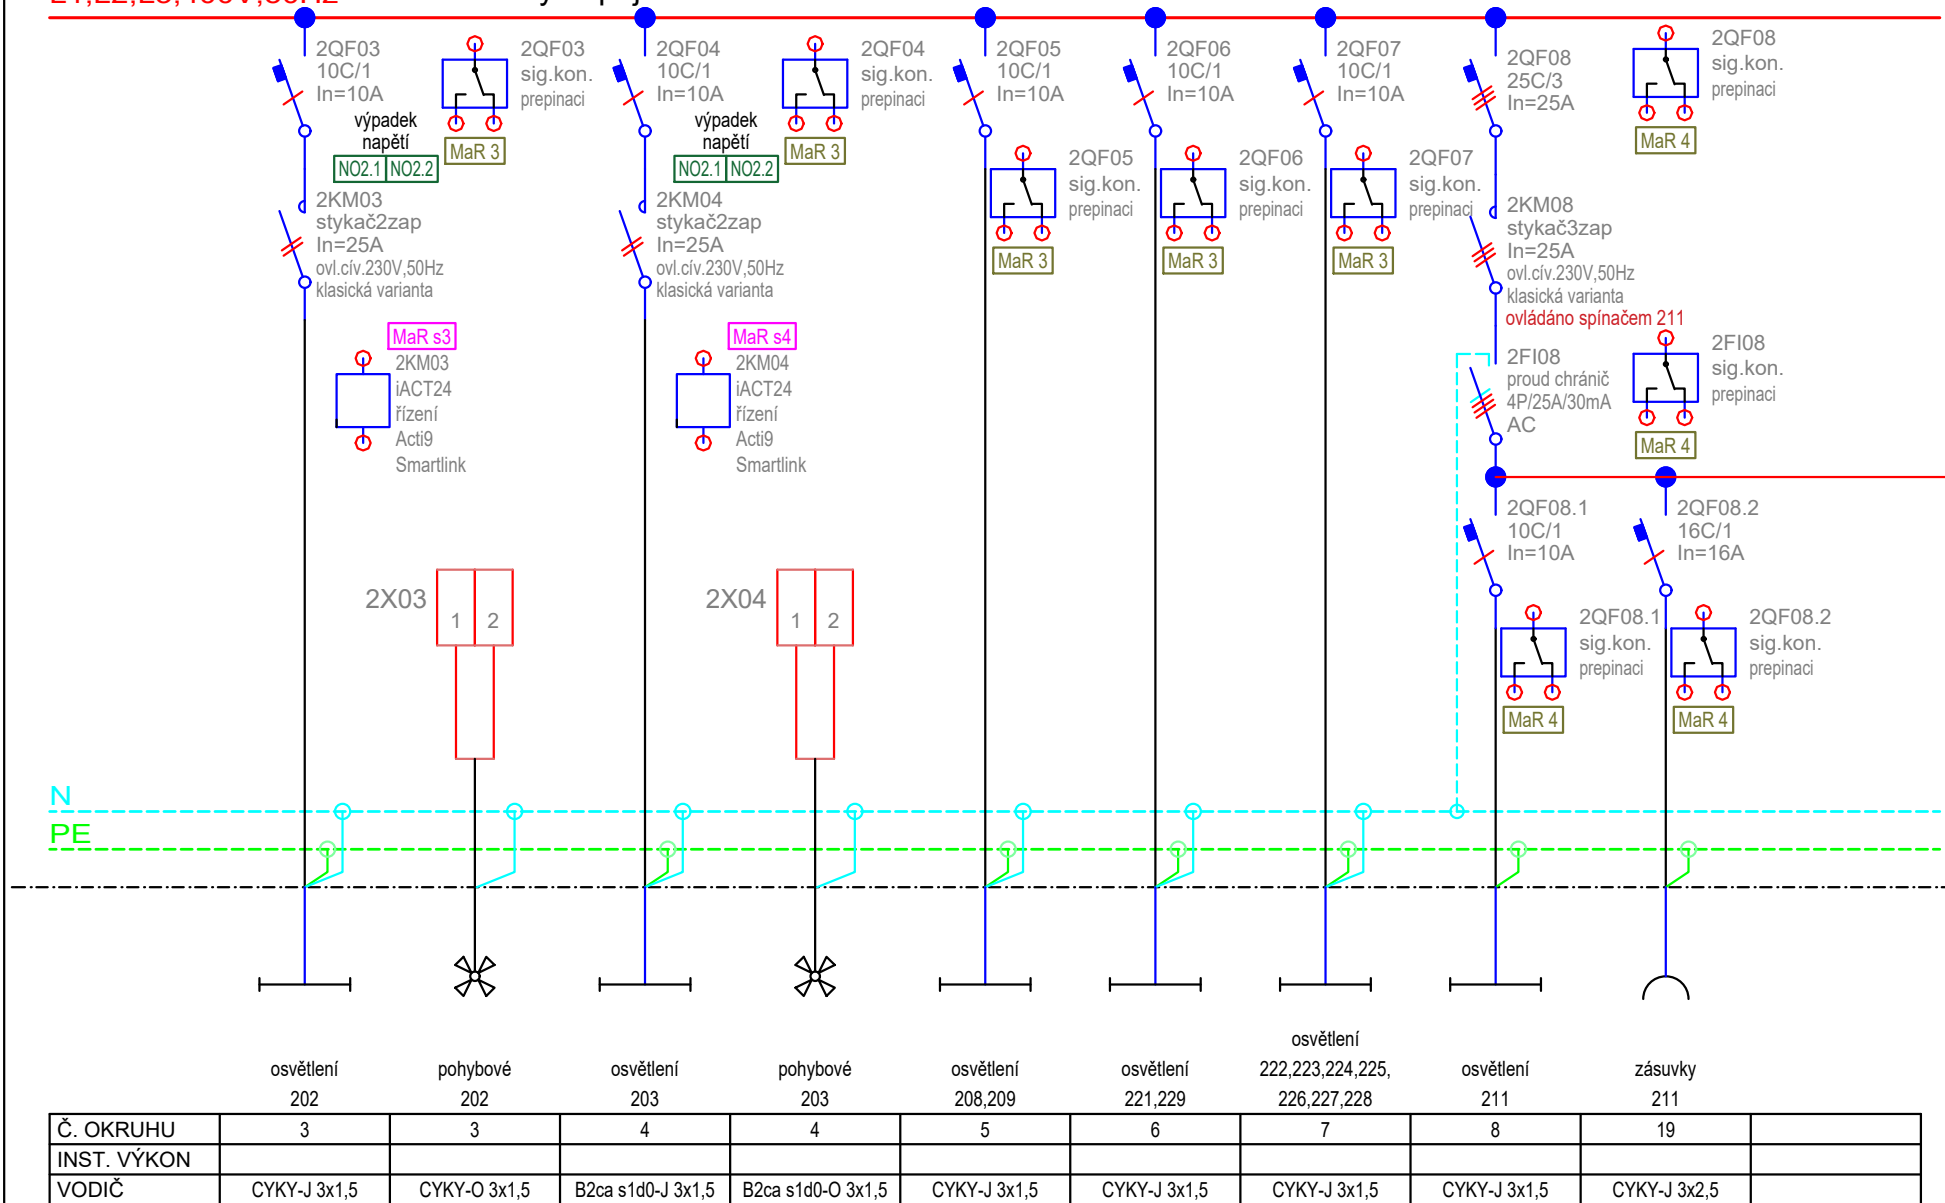 2QF03
10C/1
In=10A
2QF03
sig.kon.
prepinaci
MaR 3
výpadek
napětí
NO2.1 NO2.2
2KM03
stykač2zap
In=25A
ovl.cív.230V,50Hz
klasická varianta
MaR s3
2KM03
iACT24
řízení
Acti9
Smartlink
2X03
1 2
2QF04
10C/1
In=10A
2QF04
sig.kon.
prepinaci
MaR 3
výpadek
napětí
NO2.1 NO2.2
2KM04
stykač2zap
In=25A
ovl.cív.230V,50Hz
klasická varianta
MaR s4
2KM04
iACT24
řízení
Acti9
Smartlink
2X04
1 2
2QF05
10C/1
In=10A
2QF05
sig.kon.
prepinaci
MaR 3
2QF06
10C/1
In=10A
2QF06
sig.kon.
prepinaci
MaR 3
2QF07
10C/1
In=10A
2QF07
sig.kon.
prepinaci
MaR 3
2QF08
25C/3
In=25A
2QF08
sig.kon.
prepinaci
MaR 4
2KM08
stykač3zap
In=25A
ovl.cív.230V,50Hz
klasická varianta
ovládáno spínačem 211
2FI08
proud chránič
4P/25A/30mA
AC
2FI08
sig.kon.
prepinaci
MaR 4
2QF08.1
10C/1
In=10A
2QF08.1
sig.kon.
prepinaci
MaR 4
2QF08.2
16C/1
In=16A
2QF08.2
sig.kon.
prepinaci
MaR 4
N
PE
osvětlení
202
pohybové
202
osvětlení
203
pohybové
203
osvětlení
208,209
osvětlení
221,229
osvětlení
222,223,224,225,
226,227,228
osvětlení
211
zásuvky
211
Č. OKRUHU 3 3 4 4 5 6 7 8 19
INST. VÝKON
VODIČ CYKY-J 3x1,5 CYKY-O 3x1,5 B2ca s1d0-J 3x1,5 B2ca s1d0-O 3x1,5 CYKY-J 3x1,5 CYKY-J 3x1,5 CYKY-J 3x1,5 CYKY-J 3x1,5 CYKY-J 3x2,5